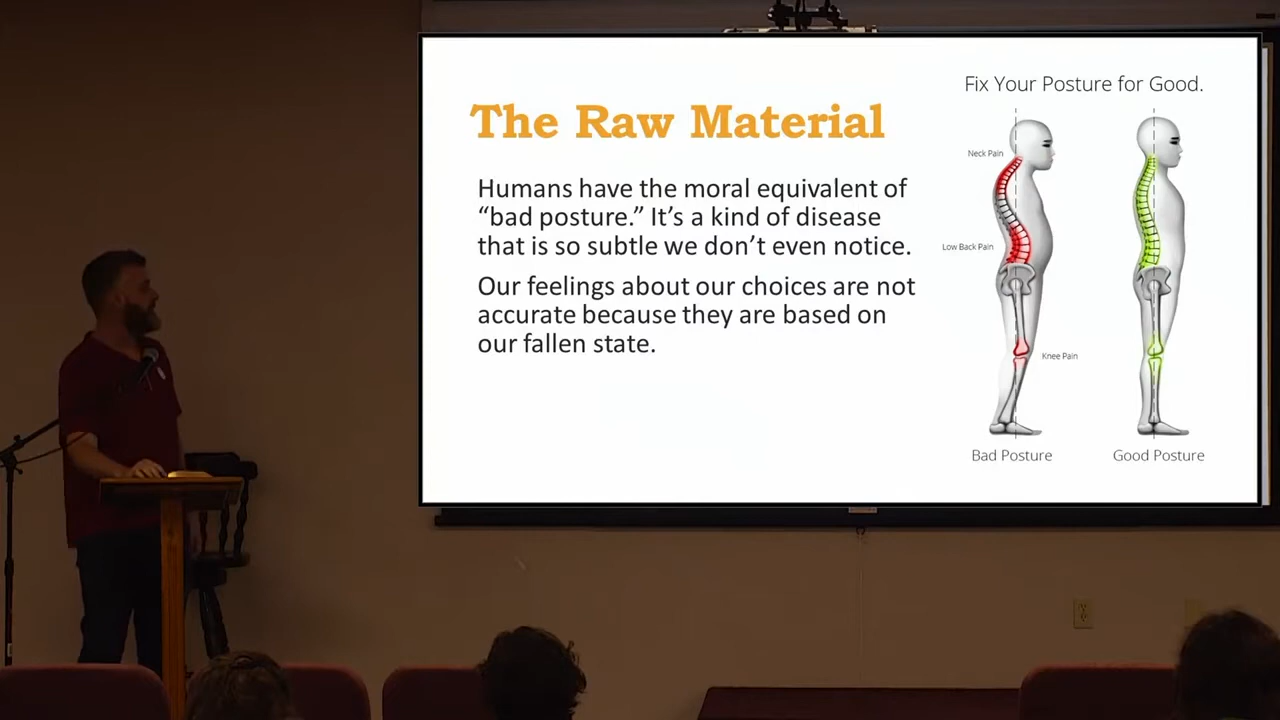 The Raw Material
Humans have the moral equivalent of
“bad posture.” It’s a kind of disease
that is so subtle we don’t even notice.
Our feelings about our choices are not
accurate because they are based on
our fallen state.
Fix Your Posture for Good.
Neck Pain
Low Back Pain
Knee Pain
Bad Posture
Good Posture